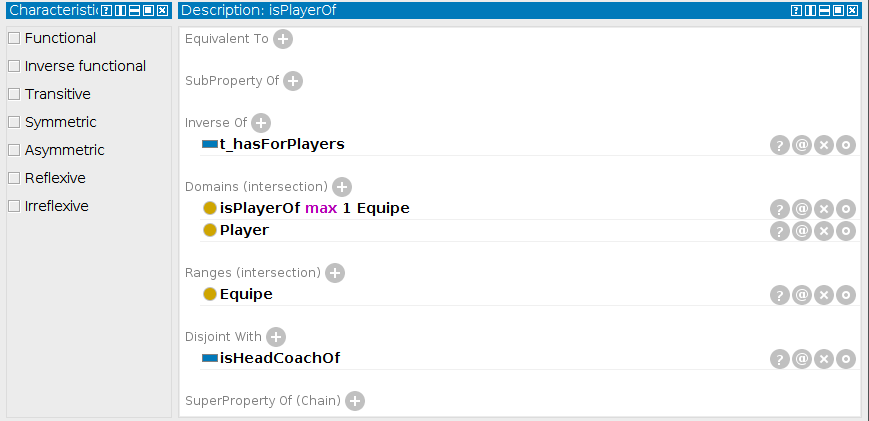 Characteristic
Description: isPlayerOf
Functional
Inverse functional
Transitive
Symmetric
Asymmetric
Reflexive
Irreflexive
Equivalent To
SubProperty Of
Inverse Of
t_hasForPlayers
Domains (intersection)
isPlayerOf max 1 Equipe
Player
Ranges (intersection)
Equipe
Disjoint With
isHeadCoachOf
SuperProperty Of (Chain)